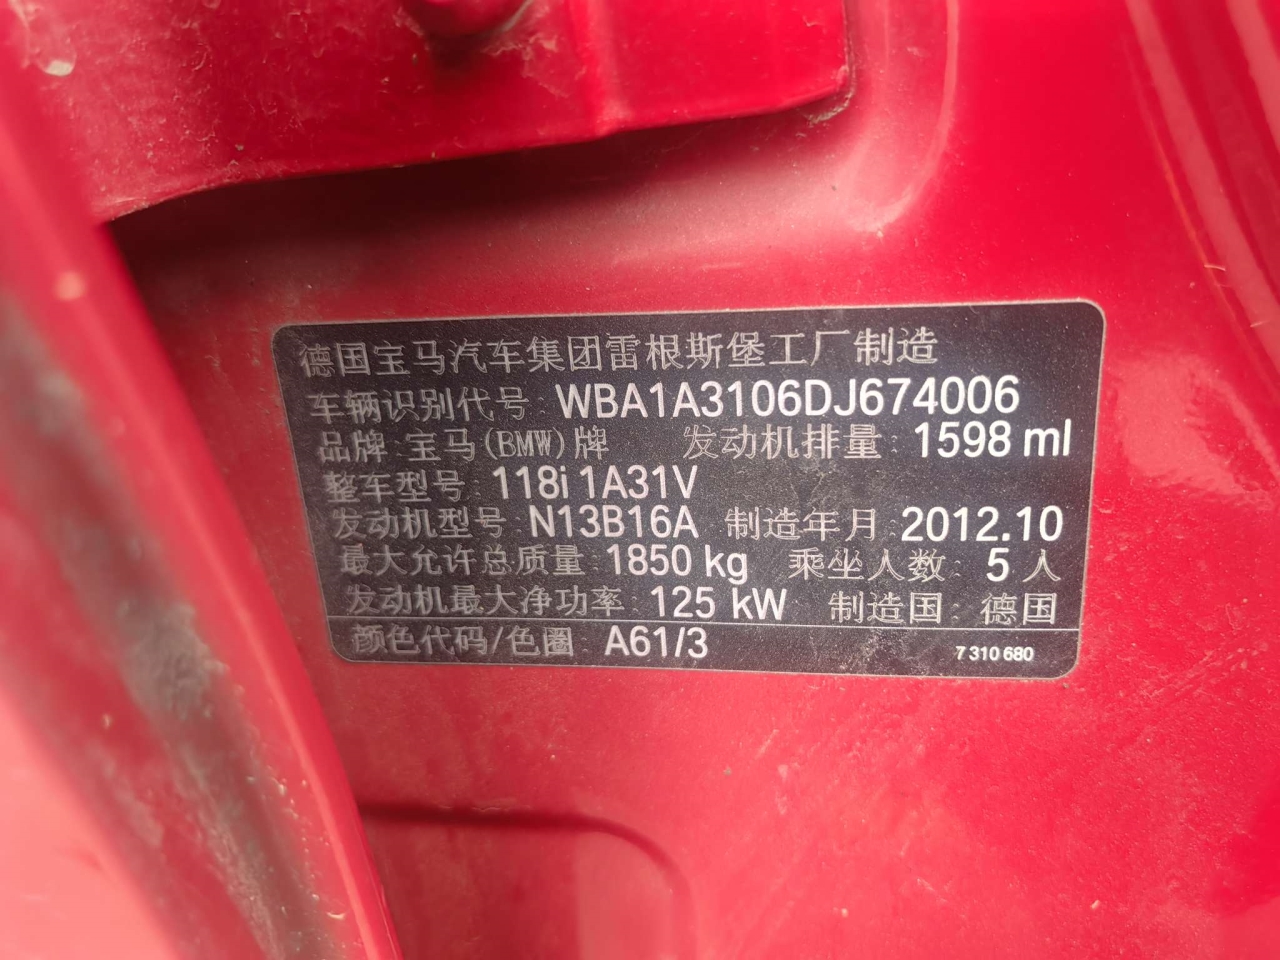 德国宝马汽车集团雷根斯堡工厂制造
车辆识别代号: WBA1A3106DJ674006
品牌: 宝马(BMW)牌 发动机排量: 1598 ml
整车型号: 118i 1A31V
发动机型号: N13B16A 制造年月: 2012.10
最大允许总质量: 1850 kg 乘坐人数: 5 人
发动机最大净功率: 125 kW 制造国: 德国
颜色代码/色圈: A61/3 7 310 680